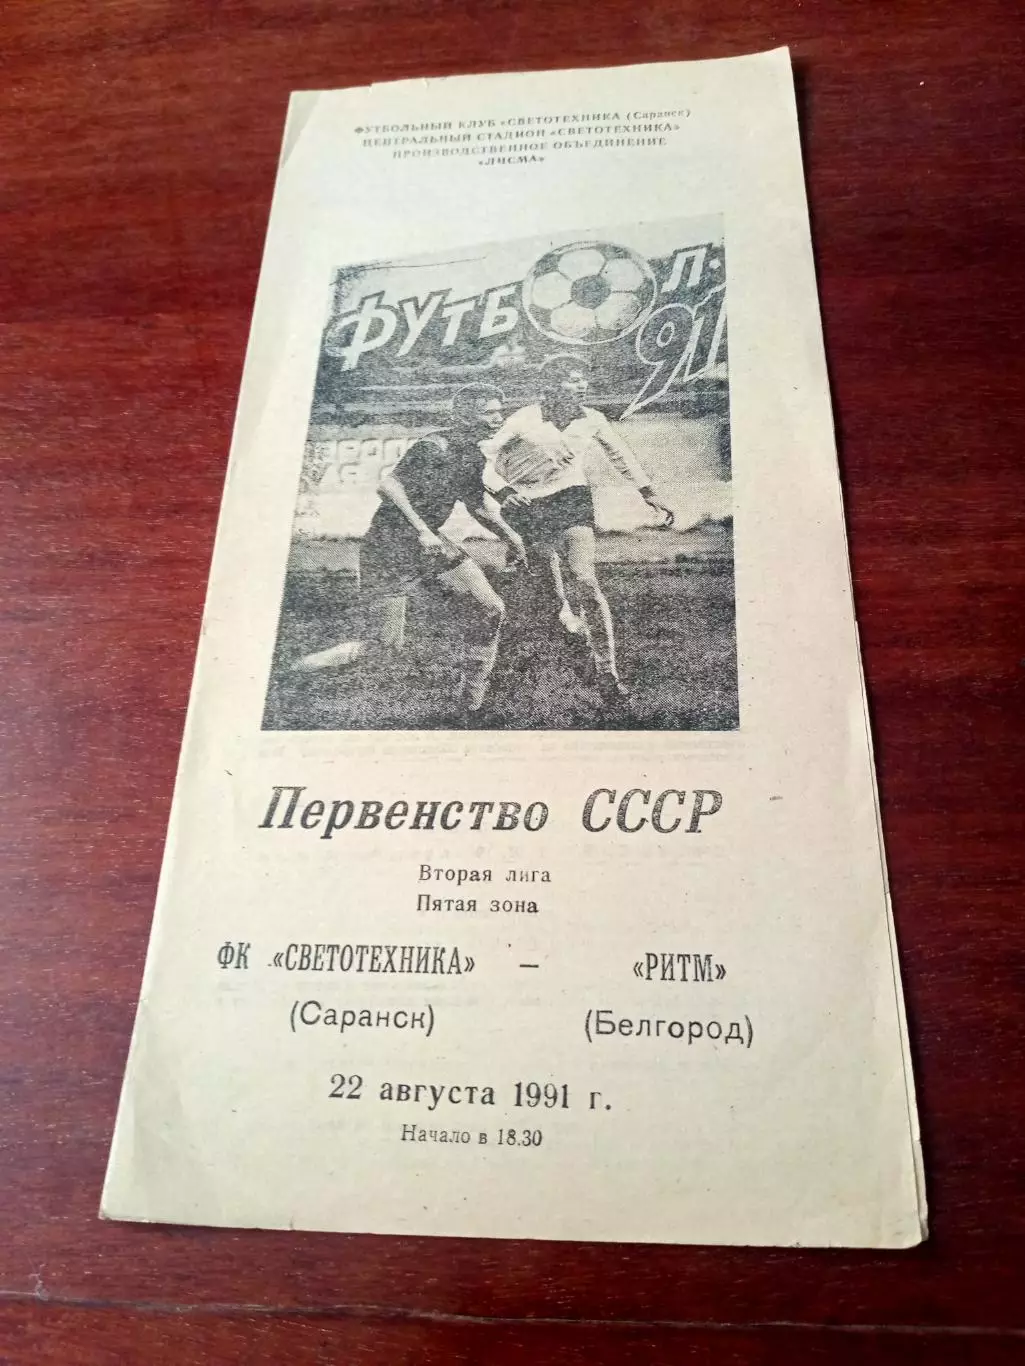 ФУТБОЛЬНЫЙ КЛУБ «СВЕТОТЕХНИКА (Саранск)
ЦЕНТРАЛЬНЫЙ СТАДИОН «СВЕТОТЕХНИКА»
ПРОИЗВОДСТВЕННОЕ ОБЪЕДИНЕНИЕ
«ЛИСМА»
ФУТБОЛ
91
Первенство СССР
Вторая лига
Пятая зона
ФК «СВЕТОТЕХНИКА» — «РИТМ»
(Саранск) (Белгород)
22 августа 1991 г.
Начало в 18.30